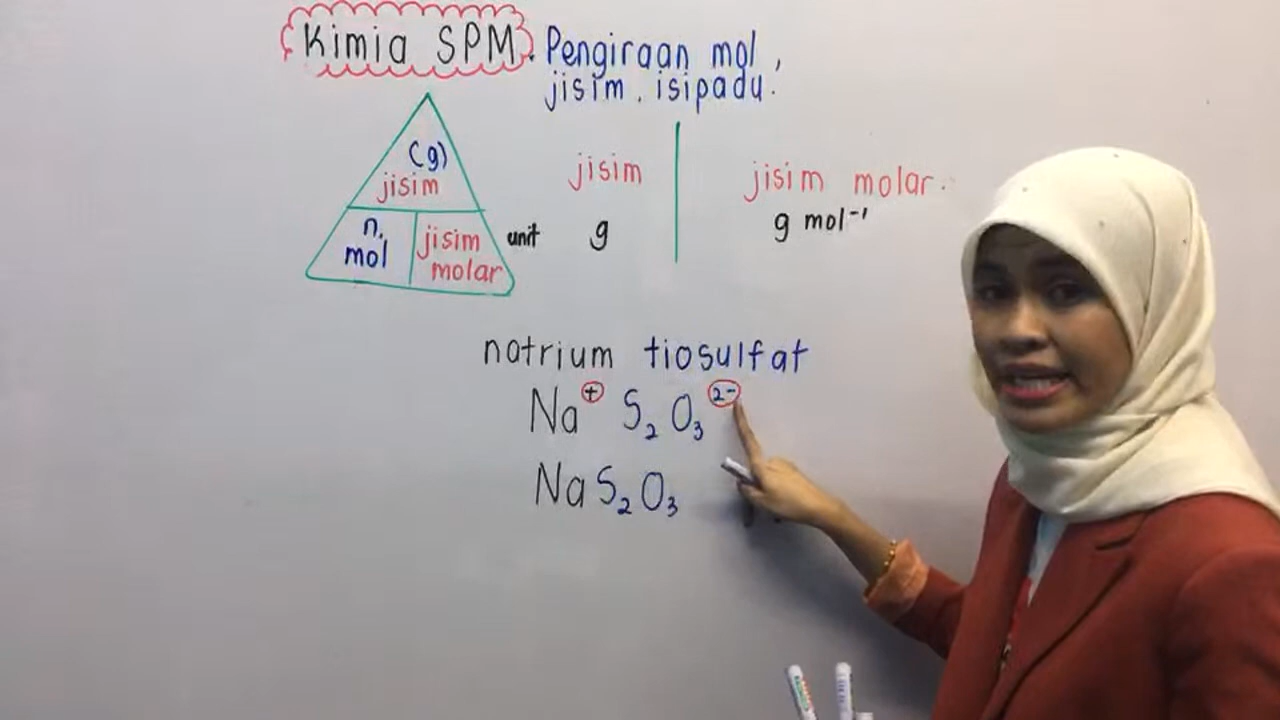 Kimia SPM. Pengiraan mol,
jisim, isipadu.
(g)
jisim
n.
mol
jisim
molar
unit
jisim
g
jisim molar.
g mol⁻¹
natrium tiosulfat
Na⁺ S₂O₃²⁻
NaS₂O₃